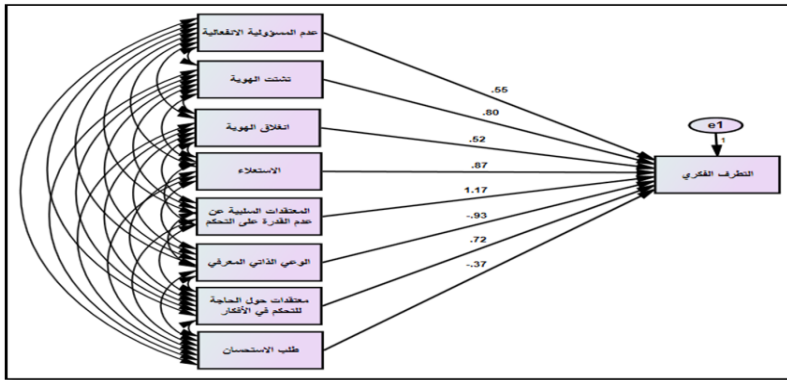 عدم المسؤولية الانفعالية
تشتت الهوية
انغلاق الهوية
الاستعلاء
المعتقدات السلبية عن
عدم القدرة على التحكم
الوعي الذاتي المعرفي
معتقدات حول الحاجة
للتحكم في الأفكار
طلب الاستحسان
.55
.80
.52
.87
1.17
-.93
.72
-.37
e1
1
التطرف الفكري